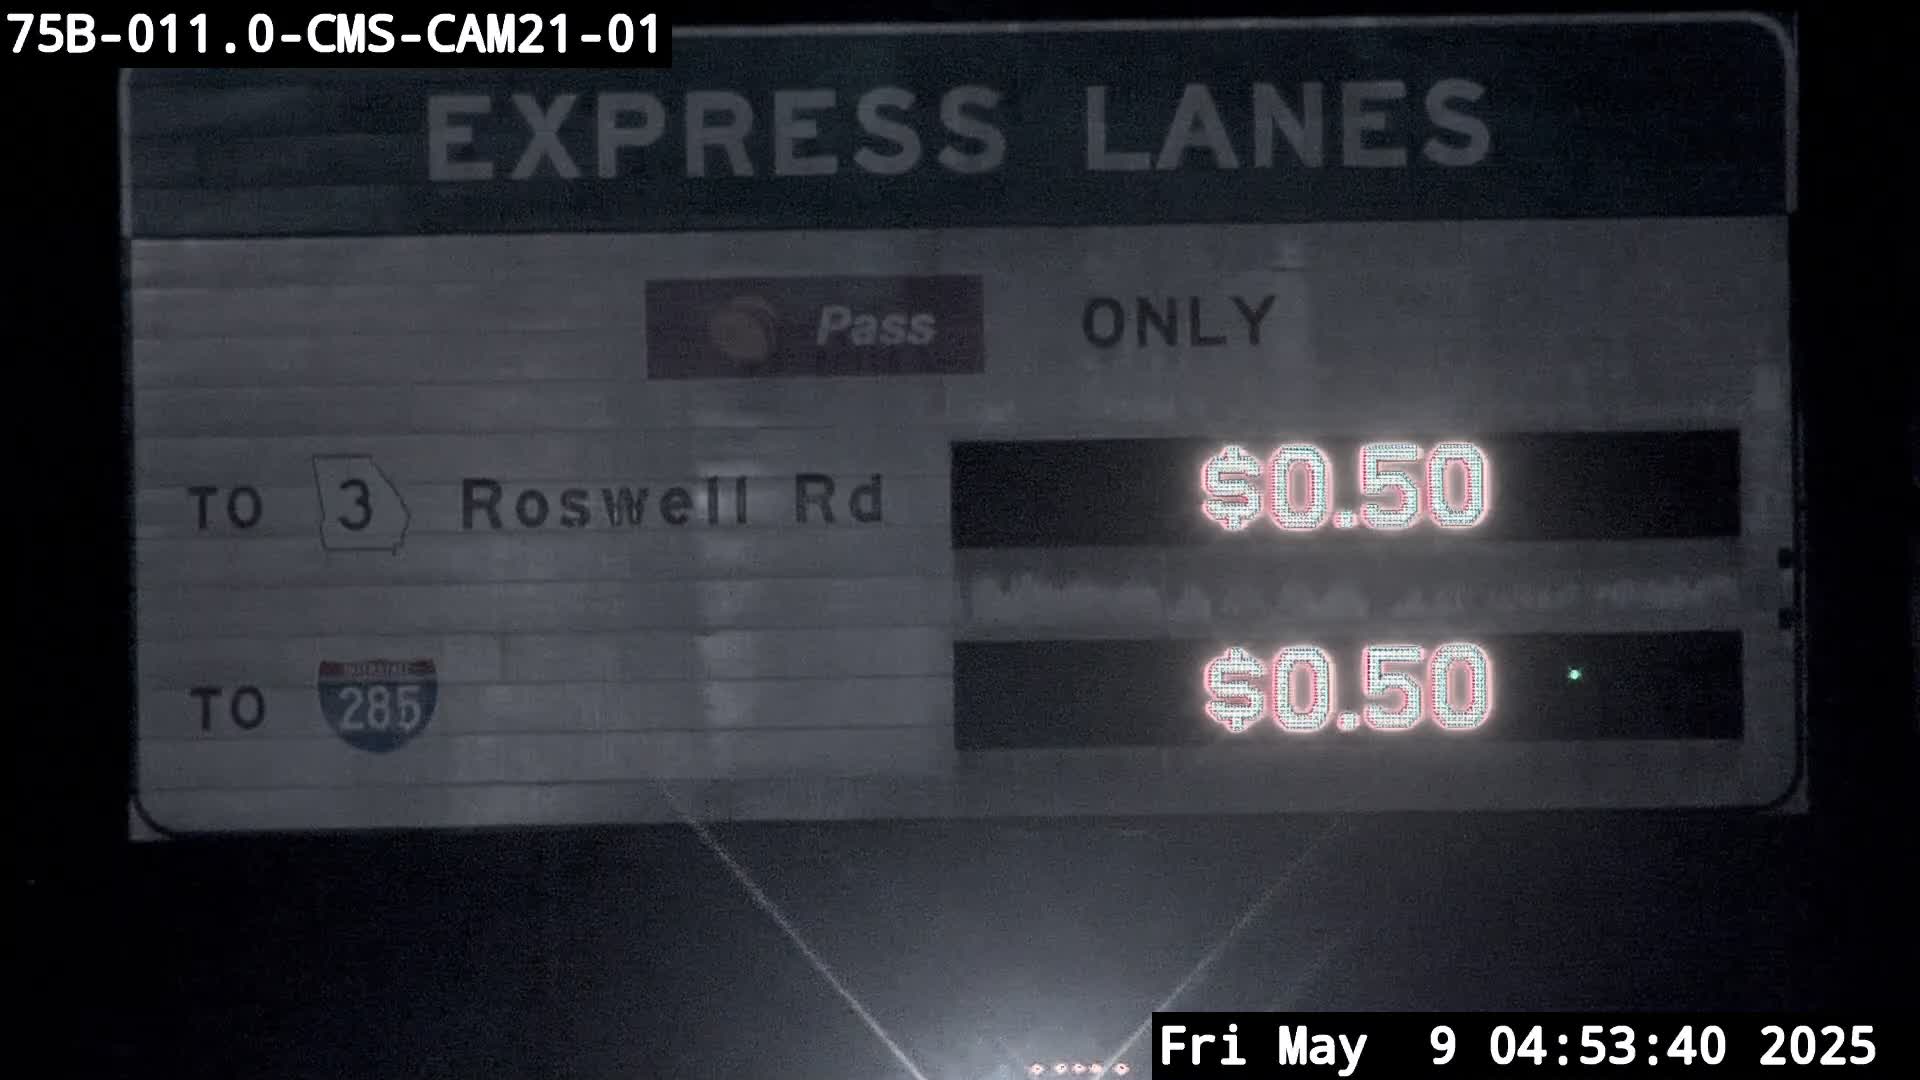 75B-011.0-CMS-CAM21-01
EXPRESS LANES
Pass ONLY
TO 3 Roswell Rd $0.50
TO INTERSTATE 285 $0.50
Fri May 9 04:53:40 2025